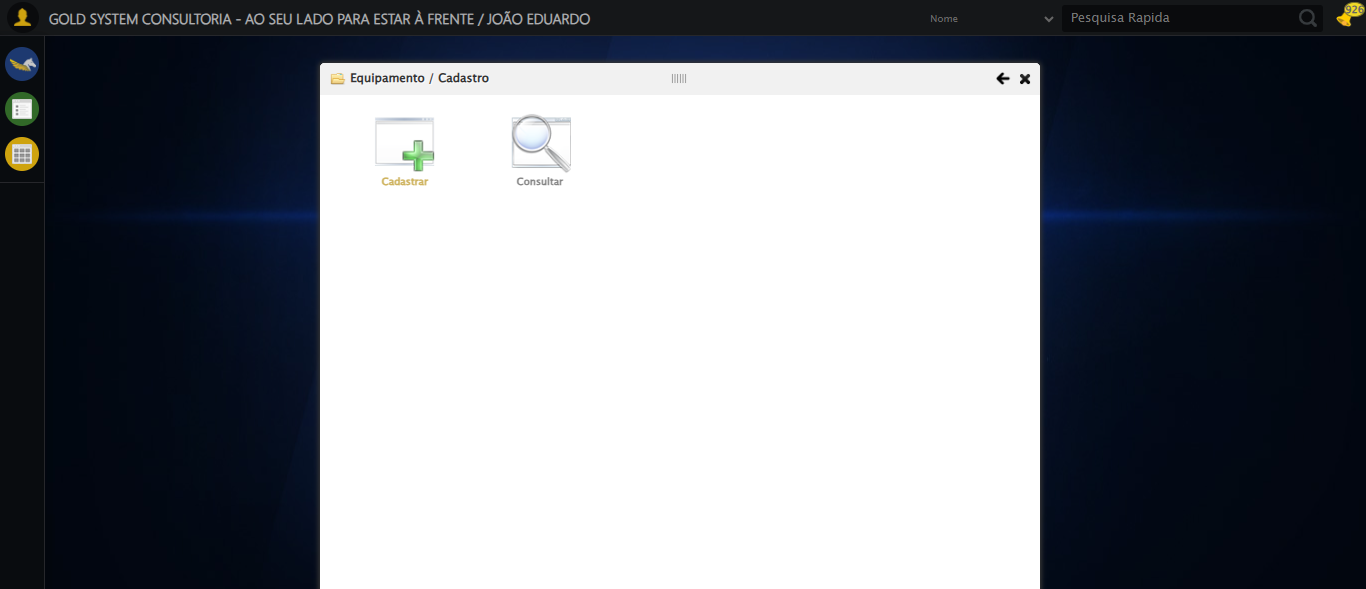 GOLD SYSTEM CONSULTORIA - AO SEU LADO PARA ESTAR À FRENTE / JOÃO EDUARDO
Nome
Pesquisa Rapida
926
Equipamento / Cadastro
Cadastrar
Consultar